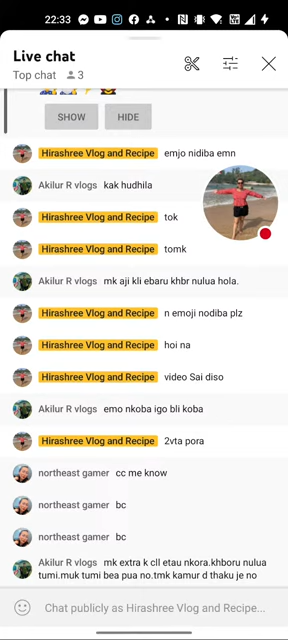 22:33
Live chat
Top chat 3
SHOW HIDE
Hirashree Vlog and Recipe emjo nidiba emn
Akilur R vlogs kak hudhila
Hirashree Vlog and Recipe tok
Hirashree Vlog and Recipe tomk
Akilur R vlogs mk aji kli ebaru khbr nulua hola.
Hirashree Vlog and Recipe n emoji nodiba plz
Hirashree Vlog and Recipe hoi na
Hirashree Vlog and Recipe video Sai diso
Akilur R vlogs emo nkoba igo bli koba
Hirashree Vlog and Recipe 2vta pora
northeast gamer cc me know
northeast gamer bc
northeast gamer bc
Akilur R vlogs mk extra k cll etau nkora.khboru nulua
tumi.muk tumi bea pua no.tmk kamur d thaku je no
Chat publicly as Hirashree Vlog and Recipe...